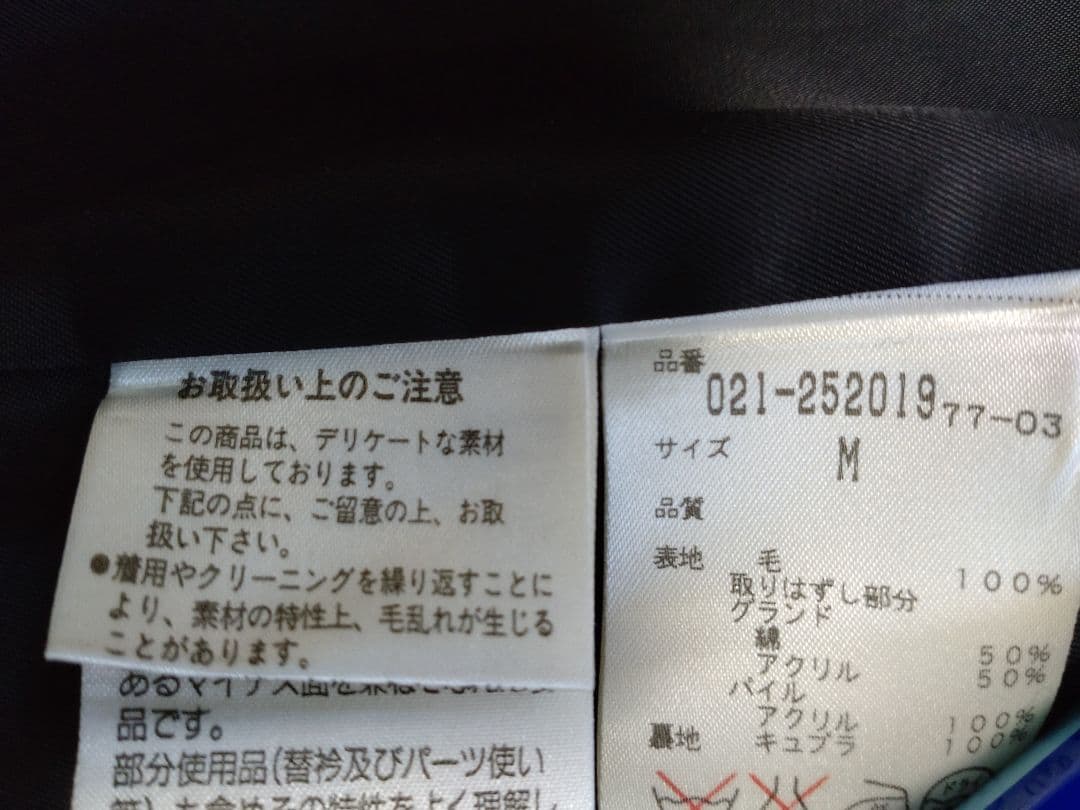 お取扱い上のご注意
この商品は、デリケートな素材
を使用しております。
下記の点に、ご留意の上、お取
扱い下さい。
●着用やクリーニングを繰り返すことに
より、素材の特性上、毛乱れが生じる
ことがあります。
品です。
部分使用品(替衿及びパーツ使い
品番
021-252019 77-03
サイズ M
品質
表地 毛 100%
取りはずし部分
グランド
綿 50%
アクリル 50%
パイル
アクリル 100%
裏地 キュプラ 100%
ドライ